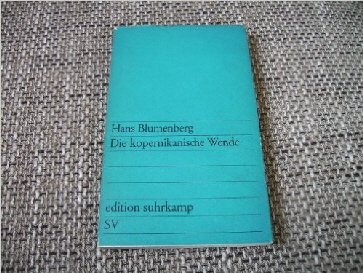 Hans Blumenberg
Die kopernikanische Wende
edition suhrkamp
SV